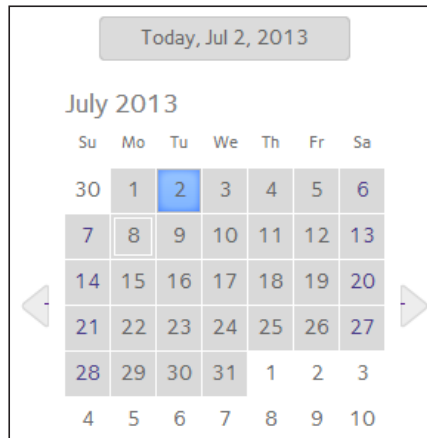 Today, Jul 2, 2013
July 2013
Su Mo Tu We Th Fr Sa
30 1 2 3 4 5 6
7 8 9 10 11 12 13
14 15 16 17 18 19 20
21 22 23 24 25 26 27
28 29 30 31 1 2 3
4 5 6 7 8 9 10